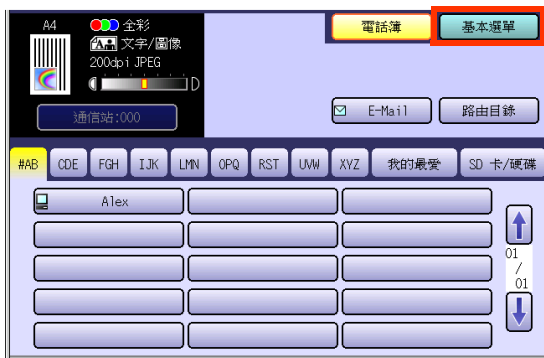 A4 全彩
A 文字/圖像
200dpi JPEG
D
通信站:000
電話簿 基本選單
E-Mail 路由目錄
#AB CDE FGH IJK LMN OPQ RST UVW XYZ 我的最愛 SD 卡/硬碟
Alex
01
/
01